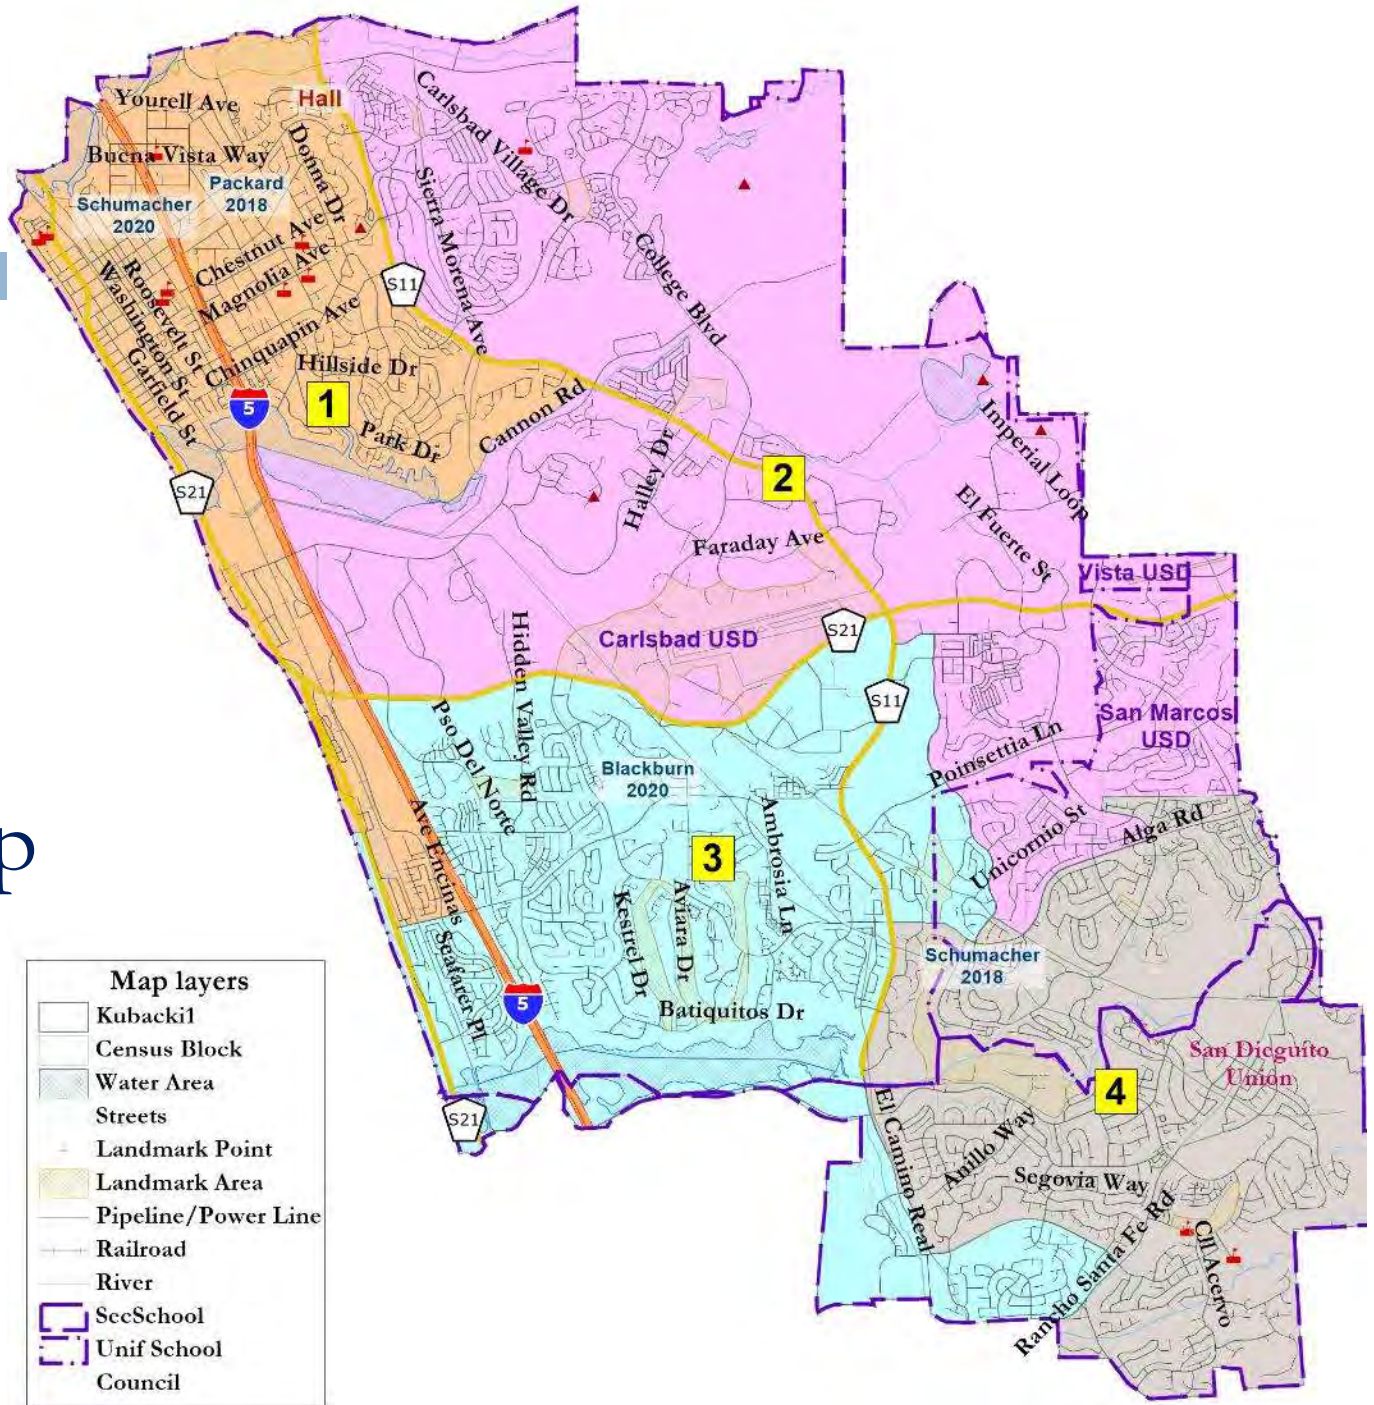 Yourell Ave
Hall
Carlsbad Village Dr
Buena Vista Way
Donna Dr
Packard
2018
Schumacher
2020
Sierra Morena Ave
Chestnut Ave
Magnolia Ave
College Blvd
S11
Roosevelt St
Washington St
Garfield St
Chinquapin Ave
Hillside Dr
5
1
Park Dr
Cannon Rd
Imperial Loop
Halley Dr
2
S21
El Fuerte St
Faraday Ave
Vista USD
Carlsbad USD
S21
Hidden Valley Rd
S11
San Marcos
USD
Pso Del Norte
Poinsettia Ln
Blackburn
2020
Ave Encinas
Ambrosia Ln
Unicornio St
Alga Rd
3
p
Kestrel Dr
Aviara Dr
Seafarer Pl
Schumacher
2018
5
Batiquitos Dr
San Dieguito
Union
4
S21
El Camino Real
Anillo Way
Segovia Way
Rancho Santa Fe Rd
Cll Acervo
Map layers
Kubacki1
Census Block
Water Area
Streets
Landmark Point
Landmark Area
Pipeline/Power Line
Railroad
River
SecSchool
Unif School
Council